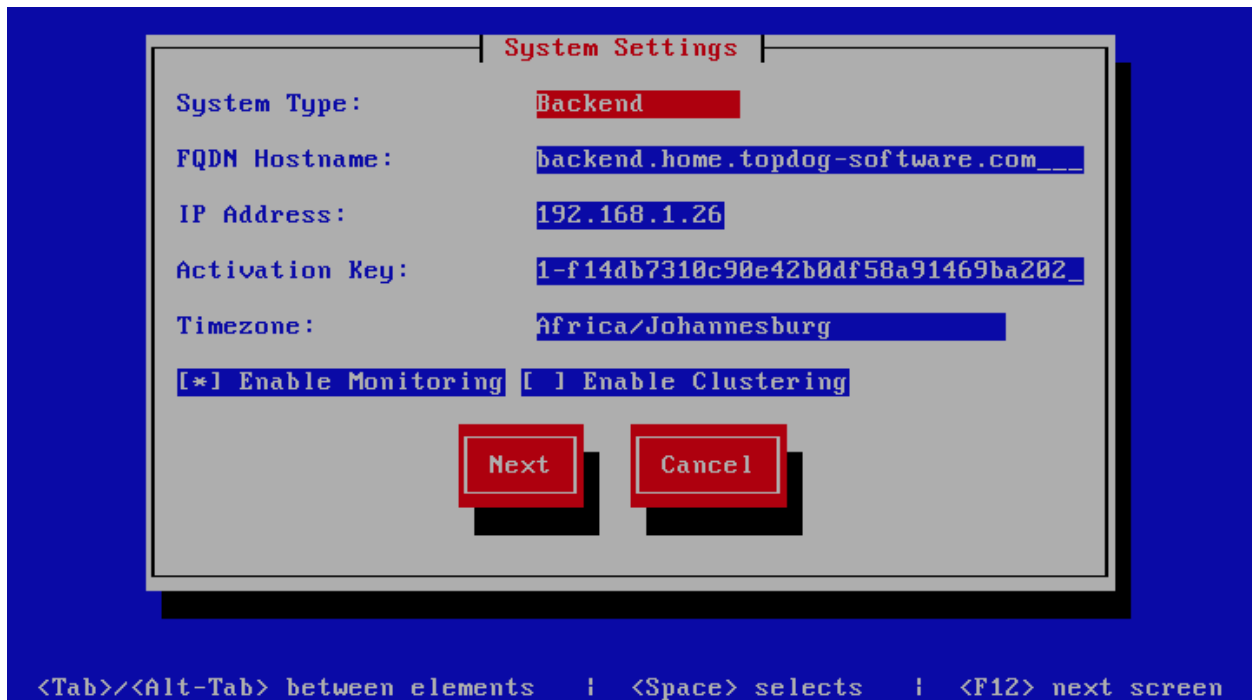 System Settings
System Type: Backend
FQDN Hostname: backend.home.topdog-software.com___
IP Address: 192.168.1.26
Activation Key: 1-f14db7310c90e42b0df58a91469ba202_
Timezone: Africa/Johannesburg
[*] Enable Monitoring [ ] Enable Clustering
Next Cancel
<Tab>/<Alt-Tab> between elements | <Space> selects | <F12> next screen